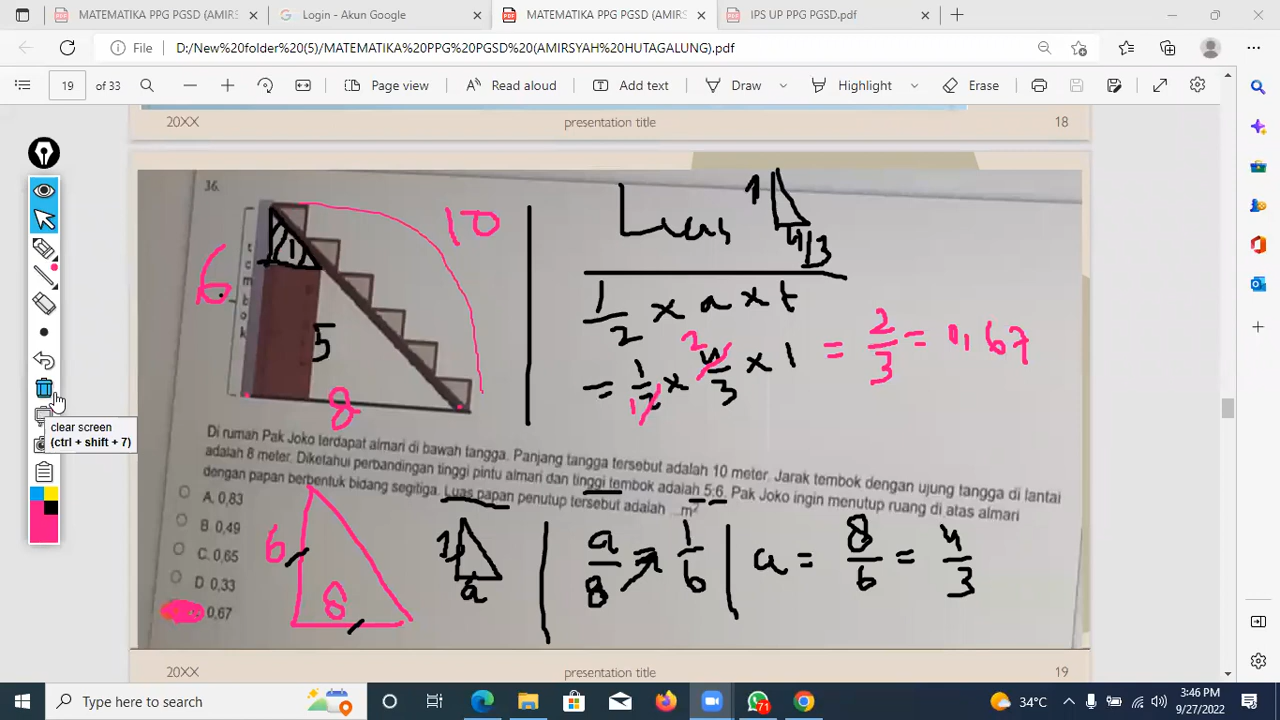 MATEMATIKA PPG PGSD (AMIRSY
Login - Akun Google
MATEMATIKA PPG PGSD (AMIRS
IPS UP PPG PGSD.pdf
File
D:/New%20folder%20(5)/MATEMATIKA%20PPG%20PGSD%20(AMIRSYAH%20HUTAGALUNG).pdf
19 of 33
Page view
Read aloud
Add text
Draw
Highlight
Erase
20XX
presentation title
18
36.
tembok
1
6
5
8
10
Luas 1 4/3
1/2 x a x t
= 1/2 x 4/3 x 1 = 2/3 = 0,67
2
1
clear screen
(ctrl + shift + 7)
Di rumah Pak Joko terdapat almari di bawah tangga. Panjang tangga tersebut adalah 10 meter. Jarak tembok dengan ujung tangga di lantai
adalah 8 meter. Diketahui perbandingan tinggi pintu almari dan tinggi tembok adalah 5:6. Pak Joko ingin menutup ruang di atas almari
dengan papan berbentuk bidang segitiga. Luas papan penutup tersebut adalah ...m²
A. 0,83
B 0,49
C. 0,65
D 0,33
0,67
6
8
1
a
a/8 = 1/6
a = 8/6 = 4/3
20XX
presentation title
19
Type here to search
71
34°C
3:46 PM
9/27/2022